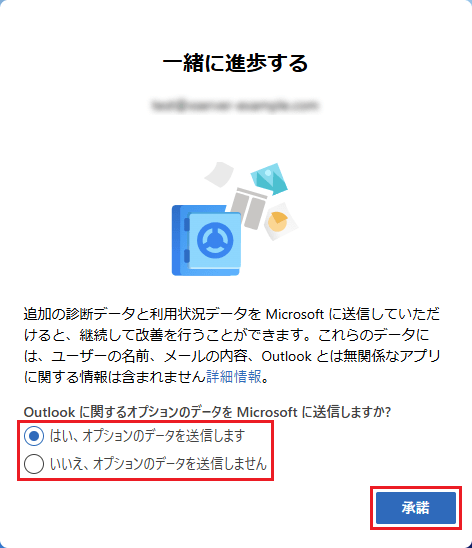 一緒に進歩する
追加の診断データと利用状況データを Microsoft に送信していただ
けると、継続して改善を行うことができます。これらのデータに
は、ユーザーの名前、メールの内容、Outlook とは無関係なアプリ
に関する情報は含まれません詳細情報。
Outlook に関するオプションのデータを Microsoft に送信しますか?
はい、オプションのデータを送信します
いいえ、オプションのデータを送信しません
承諾